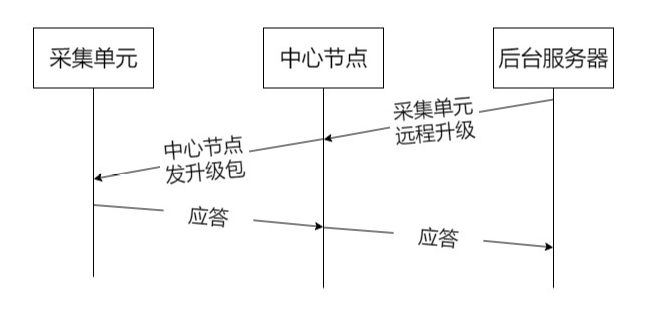 采集单元
中心节点
后台服务器
采集单元
远程升级
中心节点
发升级包
应答
应答